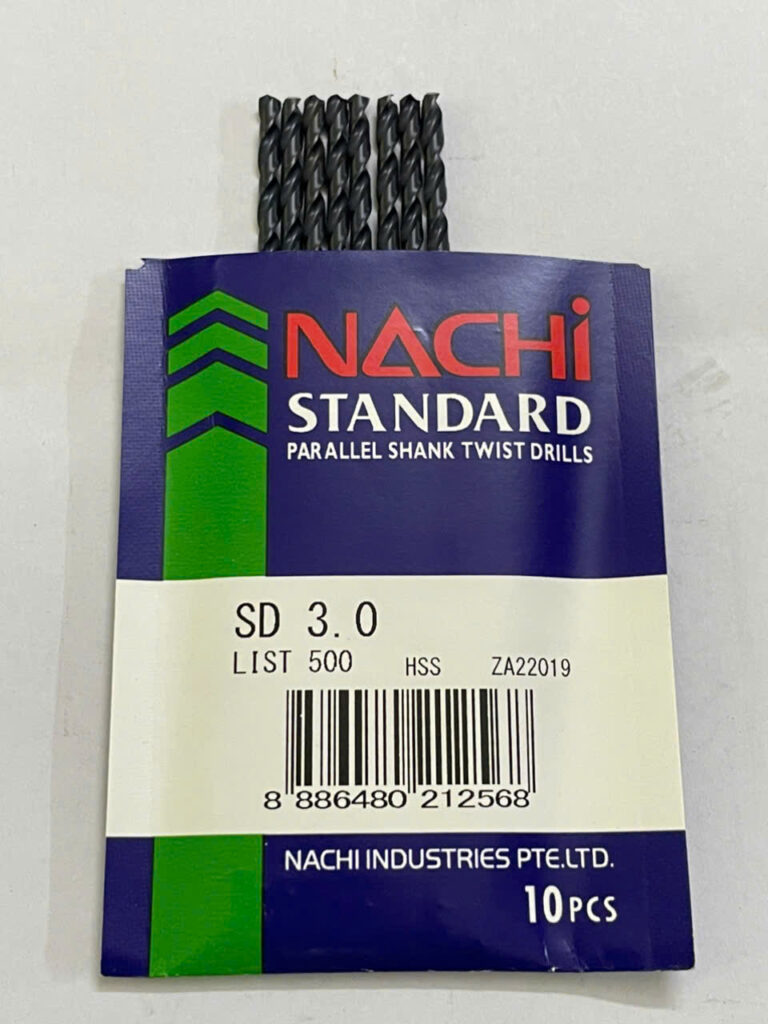 NACHi
STANDARD
PARALLEL SHANK TWIST DRILLS
SD 3.0
LIST 500 HSS ZA22019
8 886480 212568
NACHI INDUSTRIES PTE.LTD.
10PCS